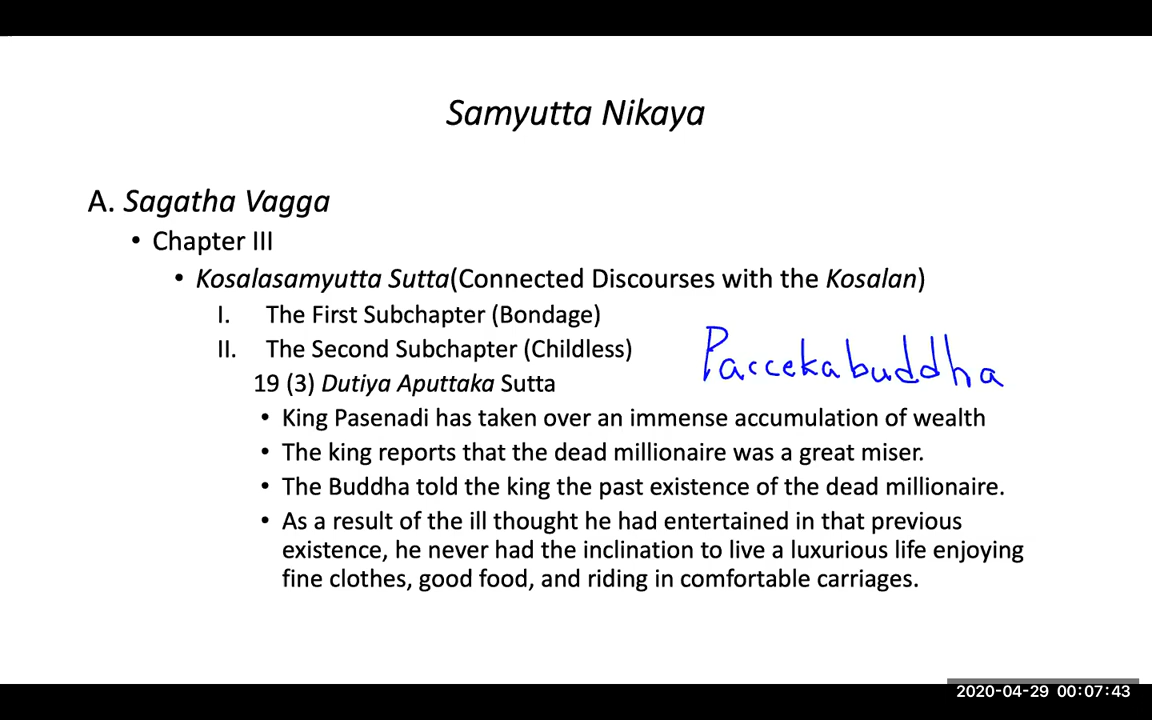 Samyutta Nikaya
A. Sagatha Vagga
• Chapter III
• Kosalasamyutta Sutta(Connected Discourses with the Kosalan)
I. The First Subchapter (Bondage)
II. The Second Subchapter (Childless)
Paccekabuddha
19 (3) Dutiya Aputtaka Sutta
• King Pasenadi has taken over an immense accumulation of wealth
• The king reports that the dead millionaire was a great miser.
• The Buddha told the king the past existence of the dead millionaire.
• As a result of the ill thought he had entertained in that previous
existence, he never had the inclination to live a luxurious life enjoying
fine clothes, good food, and riding in comfortable carriages.
2020-04-29 00:07:43